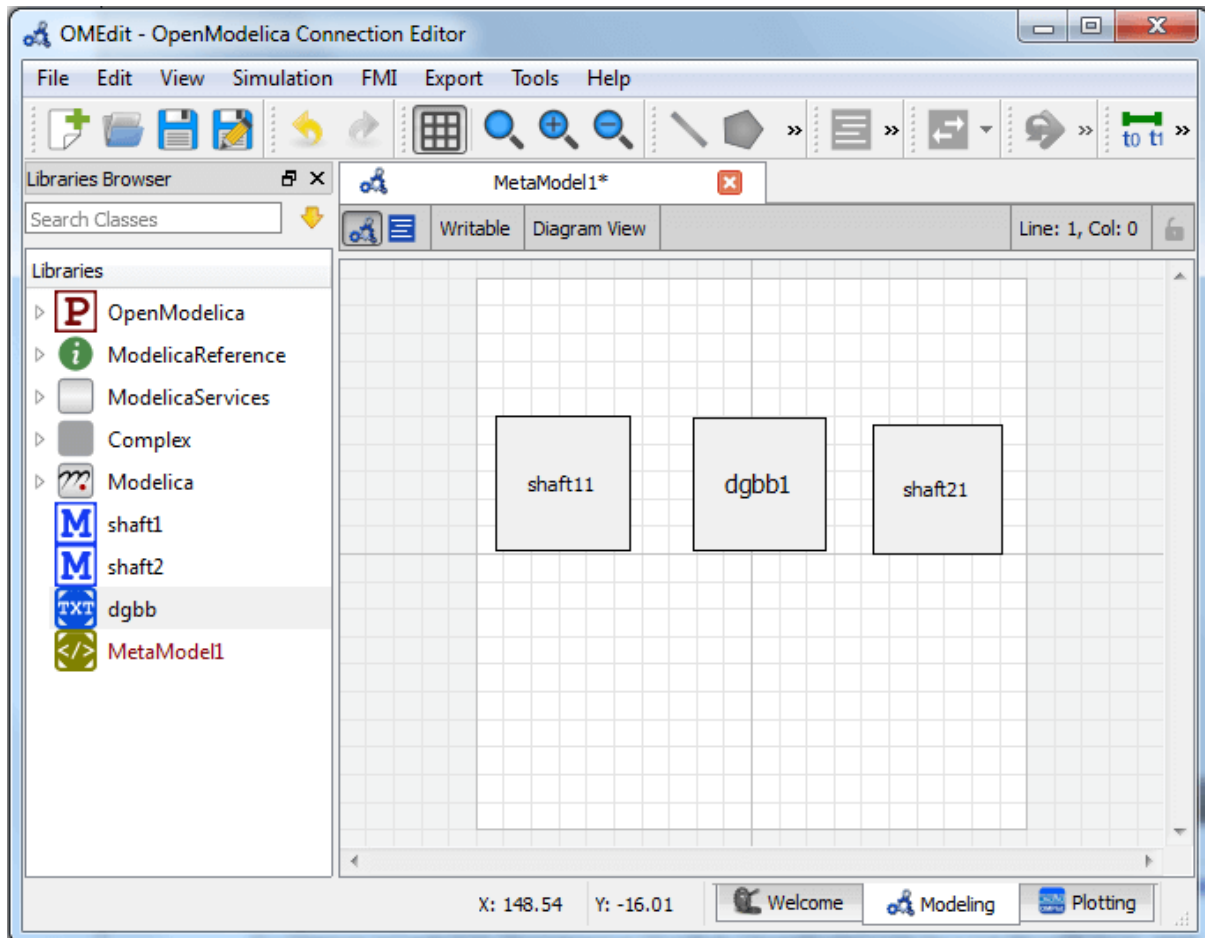 OMEdit - OpenModelica Connection Editor
File Edit View Simulation FMI Export Tools Help
t0 t1
Libraries Browser
MetaModel1*
Search Classes
Writable Diagram View Line: 1, Col: 0
Libraries
P OpenModelica
i ModelicaReference
ModelicaServices
Complex
m Modelica
M shaft1
M shaft2
TXT dgbb
</> MetaModel1
shaft11 dgbb1 shaft21
X: 148.54 Y: -16.01 Welcome Modeling Plotting